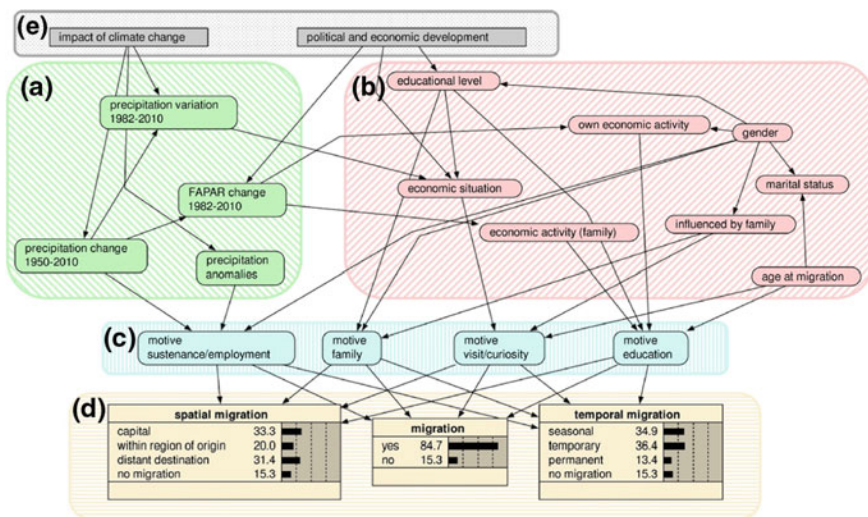 (e)
impact of climate change
political and economic development
(a)
(b)
educational level
precipitation variation
1982-2010
own economic activity
gender
FAPAR change
1982-2010
economic situation
marital status
influenced by family
economic activity (family)
precipitation change
1950-2010
precipitation
anomalies
age at migration
(c)
motive
sustenance/employment
motive
family
motive
visit/curiosity
motive
education
(d)
spatial migration
capital 33.3
within region of origin 20.0
distant destination 31.4
no migration 15.3
migration
yes 84.7
no 15.3
temporal migration
seasonal 34.9
temporary 36.4
permanent 13.4
no migration 15.3